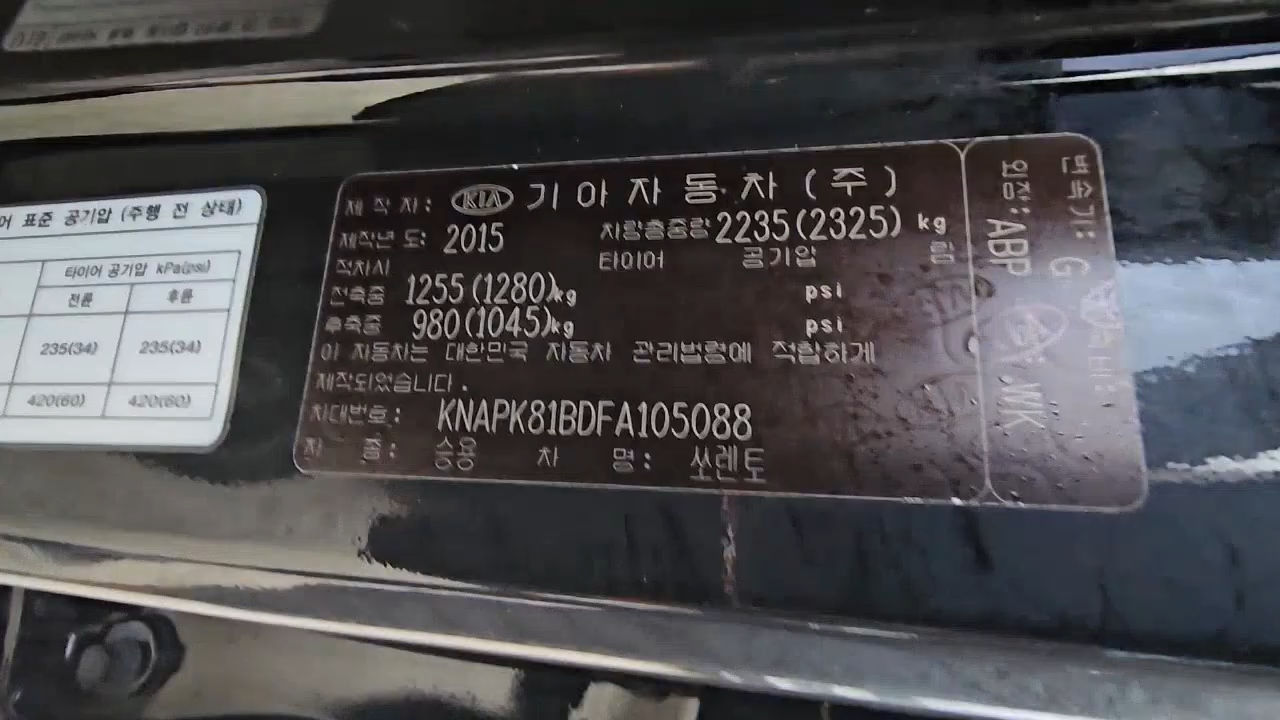 어 표준 공기압 (주행 전 상태)
타이어 공기압 kPa(psi)
전륜 후륜
235(34) 235(34)
420(60) 420(60)
제 작 자: KIA 기 아 자 동 차 (주)
제작년 도: 2015 차량총중량 2235(2325) kg
적차시 타이어 공기압 림
전축중 1255(1280)kg psi
후축중 980(1045)kg psi
이 자동차는 대한민국 자동차 관리법령에 적합하게
제작되었습니다.
차대번호: KNAPK81BDFA105088
차 종: 승용 차 명: 쏘렌토
변속기: G
외장: ABP
내장: WK